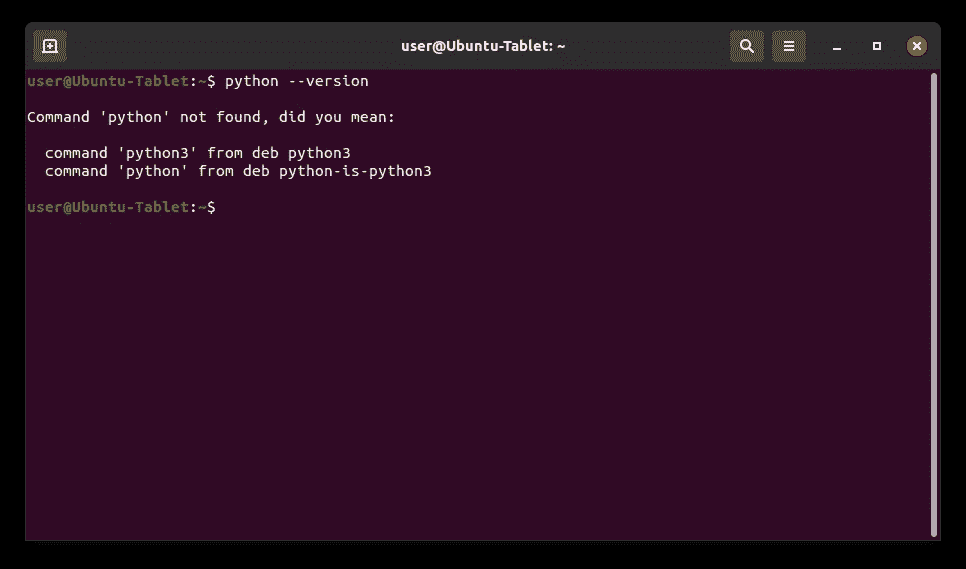 user@Ubuntu-Tablet: ~
user@Ubuntu-Tablet:~$ python --version
Command 'python' not found, did you mean:
command 'python3' from deb python3
command 'python' from deb python-is-python3
user@Ubuntu-Tablet:~$